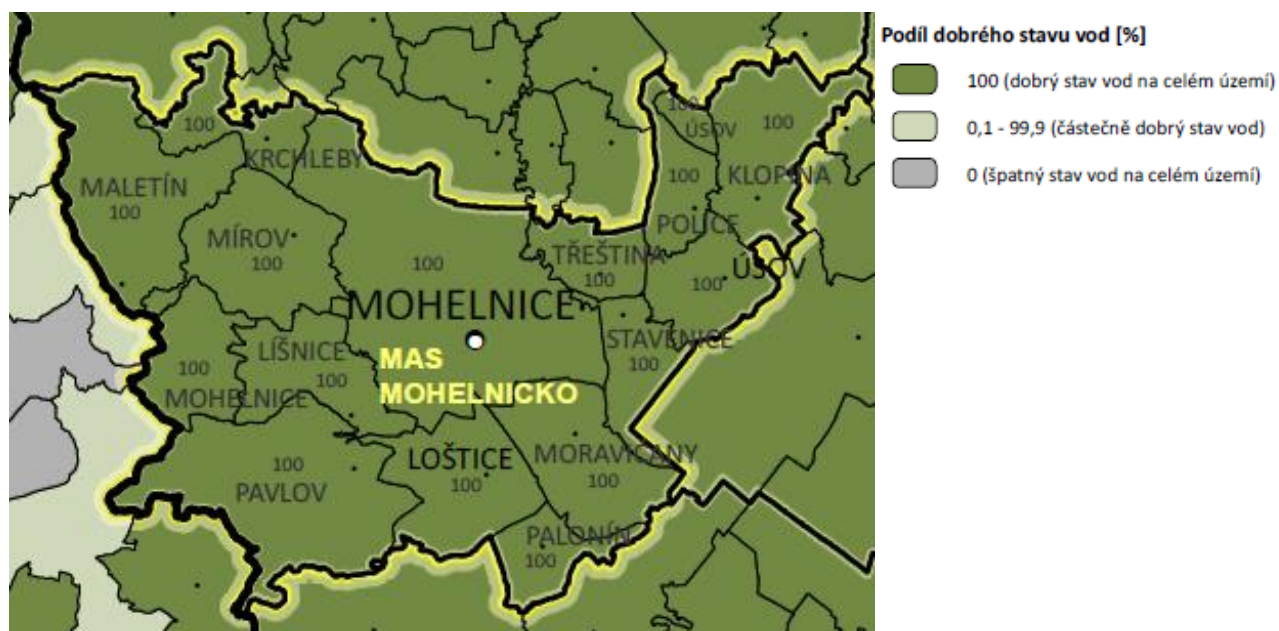 Podíl dobrého stavu vod [%]
100 (dobrý stav vod na celém území)
0,1 - 99,9 (částečně dobrý stav vod)
0 (špatný stav vod na celém území)
100
ÚSOV
100
100
KRCHLEBY
100
KLOPINA
MALETÍN
100
POLICE
MÍROV
100
100
TŘEŠTINA
100
ÚSOV
100
MOHELNICE
STAVENICE
100
LÍŠNICE
100
MAS
MOHELNICKO
100
MOHELNICE
LOŠTICE
100
MORAVIČANY
100
100
PAVLOV
PALONÍN
100